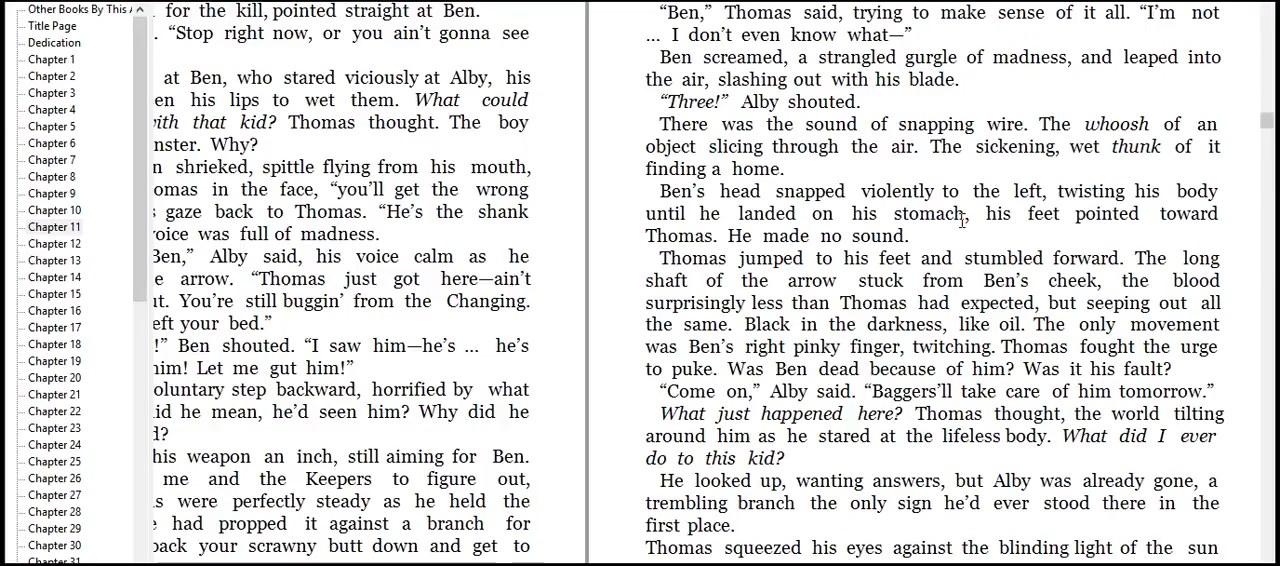 Other Books By This A
Title Page
Dedication
Chapter 1
Chapter 2
Chapter 3
Chapter 4
Chapter 5
Chapter 6
Chapter 7
Chapter 8
Chapter 9
Chapter 10
Chapter 11
Chapter 12
Chapter 13
Chapter 14
Chapter 15
Chapter 16
Chapter 17
Chapter 18
Chapter 19
Chapter 20
Chapter 21
Chapter 22
Chapter 23
Chapter 24
Chapter 25
Chapter 26
Chapter 27
Chapter 28
Chapter 29
Chapter 30
Chapter 31
for the kill, pointed straight at Ben.
. “Stop right now, or you ain’t gonna see
at Ben, who stared viciously at Alby, his
en his lips to wet them. What could
ith that kid? Thomas thought. The boy
nster. Why?
n shrieked, spittle flying from his mouth,
omas in the face, “you’ll get the wrong
s gaze back to Thomas. “He’s the shank
voice was full of madness.
Ben,” Alby said, his voice calm as he
e arrow. “Thomas just got here—ain’t
ut. You’re still buggin’ from the Changing.
eft your bed.”
!” Ben shouted. “I saw him—he’s ... he’s
him! Let me gut him!”
oluntary step backward, horrified by what
id he mean, he’d seen him? Why did he
d?
his weapon an inch, still aiming for Ben.
me and the Keepers to figure out,
s were perfectly steady as he held the
e had propped it against a branch for
back your scrawny butt down and get to
“Ben,” Thomas said, trying to make sense of it all. “I’m not
... I don’t even know what—”
Ben screamed, a strangled gurgle of madness, and leaped into
the air, slashing out with his blade.
“Three!” Alby shouted.
There was the sound of snapping wire. The whoosh of an
object slicing through the air. The sickening, wet thunk of it
finding a home.
Ben’s head snapped violently to the left, twisting his body
until he landed on his stomach, his feet pointed toward
Thomas. He made no sound.
Thomas jumped to his feet and stumbled forward. The long
shaft of the arrow stuck from Ben’s cheek, the blood
surprisingly less than Thomas had expected, but seeping out all
the same. Black in the darkness, like oil. The only movement
was Ben’s right pinky finger, twitching. Thomas fought the urge
to puke. Was Ben dead because of him? Was it his fault?
“Come on,” Alby said. “Baggers’ll take care of him tomorrow.”
What just happened here? Thomas thought, the world tilting
around him as he stared at the lifeless body. What did I ever
do to this kid?
He looked up, wanting answers, but Alby was already gone, a
trembling branch the only sign he’d ever stood there in the
first place.
Thomas squeezed his eyes against the blinding light of the sun